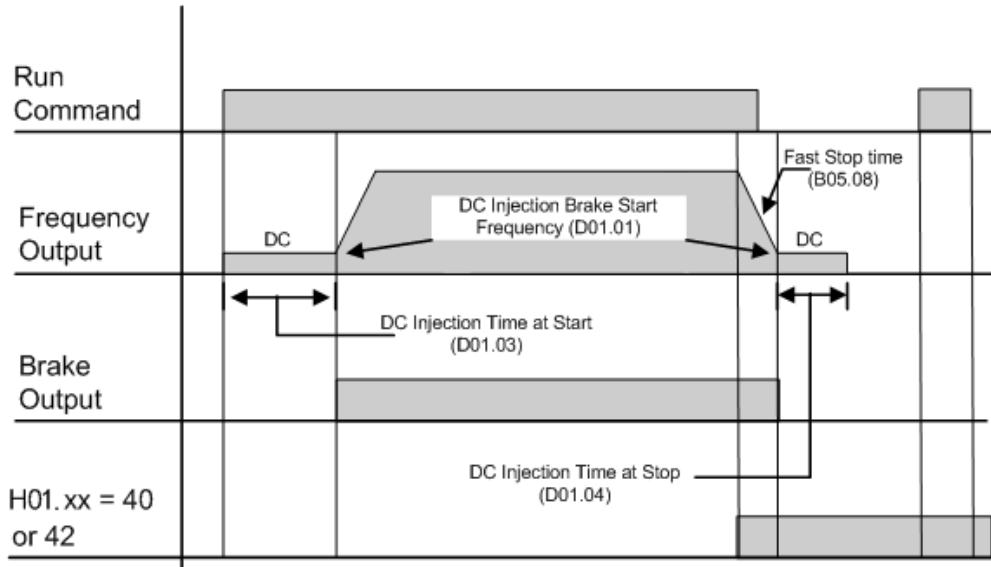 Run
Command
Fast Stop time
(B05.08)
Frequency
Output
DC
DC Injection Brake Start
Frequency (D01.01)
DC
DC Injection Time at Start
(D01.03)
Brake
Output
DC Injection Time at Stop
(D01.04)
H01.xx = 40
or 42